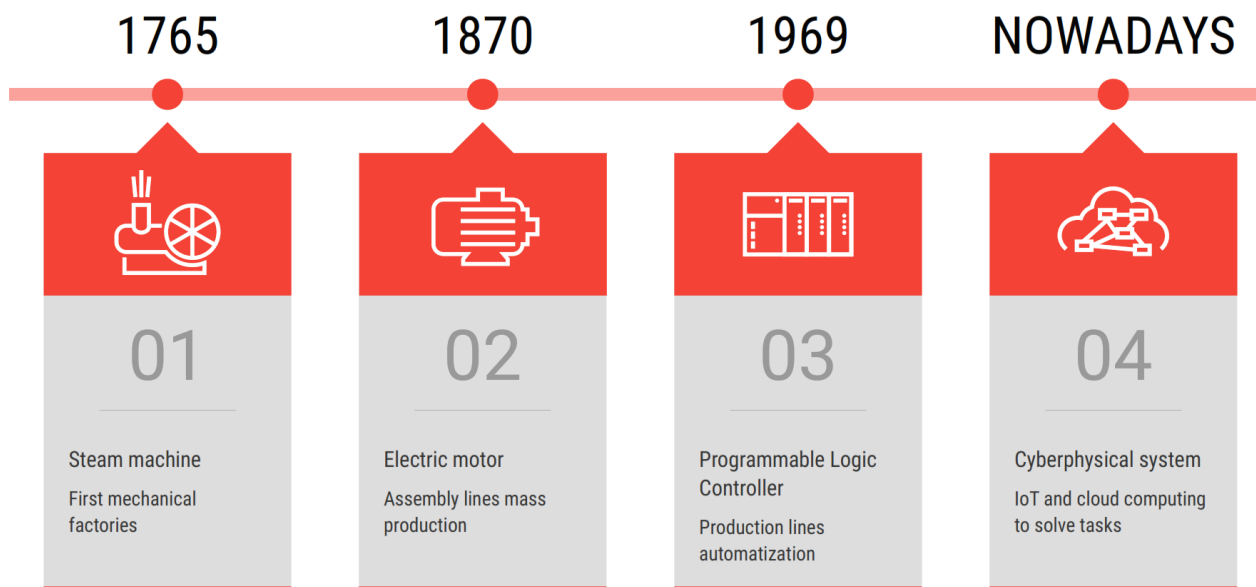 1765
1870
1969
NOWADAYS
01
Steam machine
First mechanical
factories
02
Electric motor
Assembly lines mass
production
03
Programmable Logic
Controller
Production lines
automatization
04
Cyberphysical system
IoT and cloud computing
to solve tasks